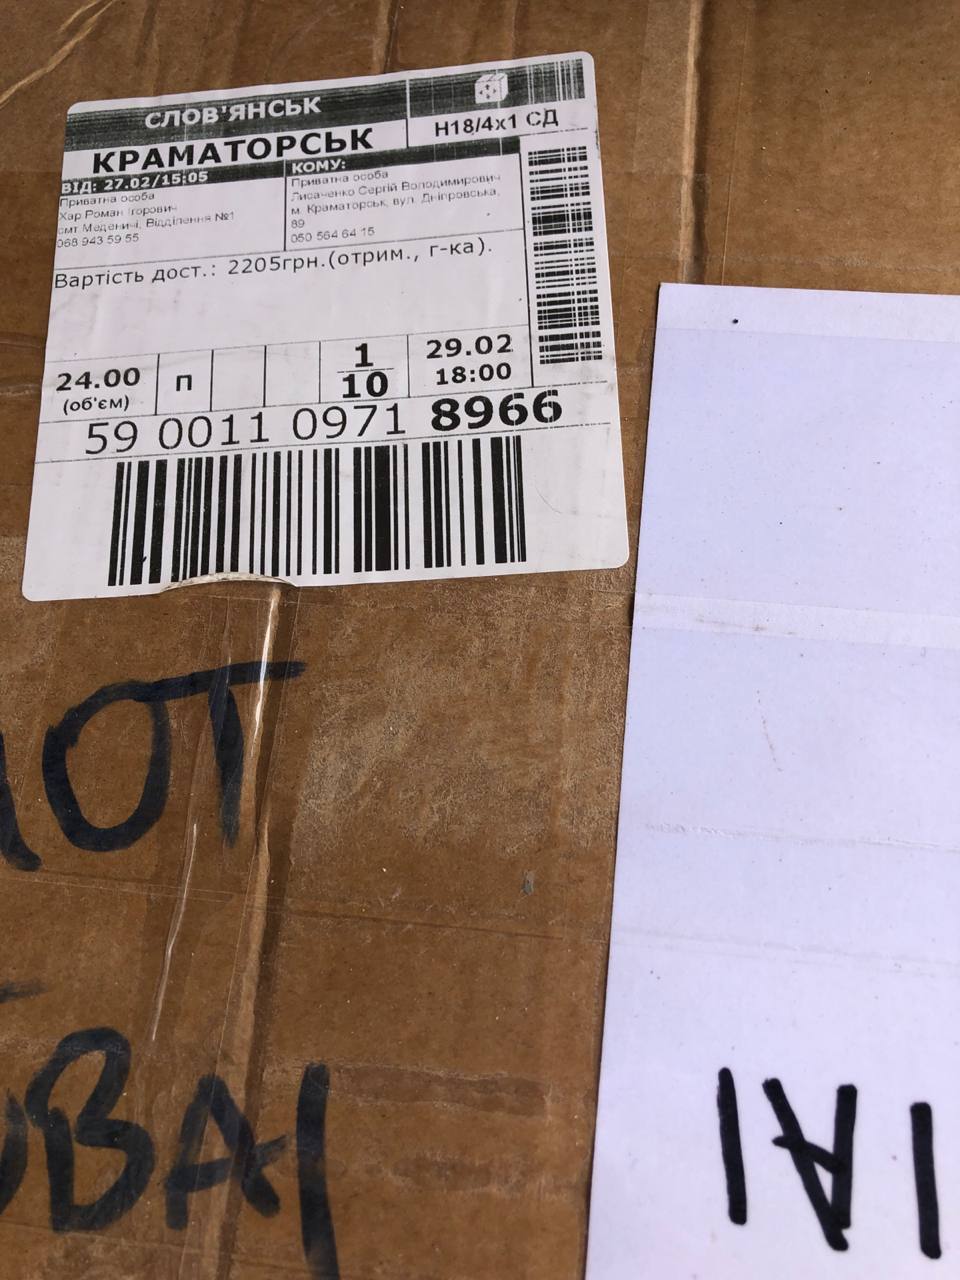 СЛОВ'ЯНСЬК
КРАМАТОРСЬК
Н18/4х1 СД
ВІД: 27.02/15:05
Приватна особа
Хар Роман Ігорович
смт Меденичі, Відділення №1
068 943 59 55
КОМУ:
Приватна особа
Лисаченко Сергій Володимирович
м. Краматорськ, вул. Дніпровська,
89
050 564 64 15
Вартість дост.: 2205грн.(отрим., г-ка).
24.00
(об'єм)
П
1
10
29.02
18:00
59 0011 0971 8966